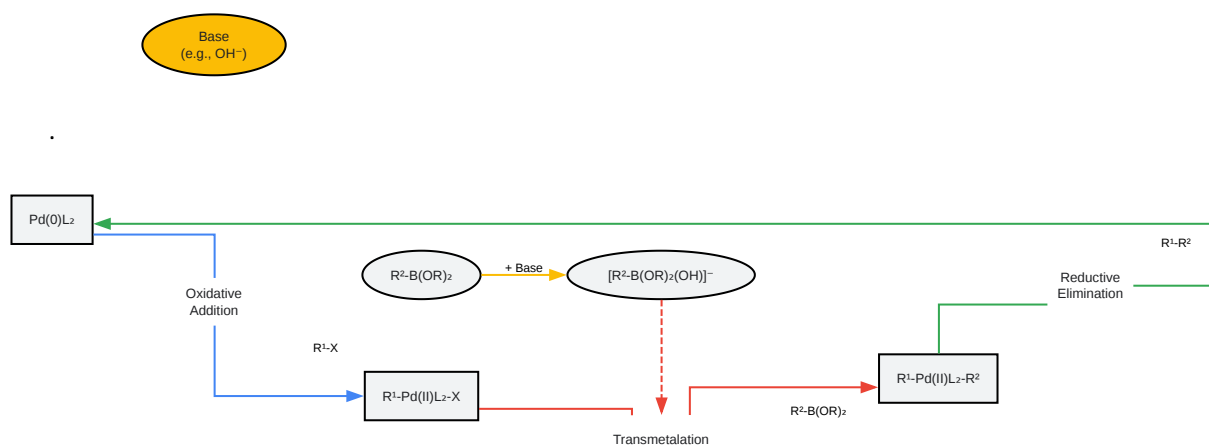 Base
(e.g., OH⁻)
Pd(0)L₂
R¹-R²
R²-B(OR)₂
+ Base
[R²-B(OR)₂(OH)]⁻
Reductive
Elimination
Oxidative
Addition
R¹-X
R¹-Pd(II)L₂-X
R¹-Pd(II)L₂-R²
R²-B(OR)₂
Transmetalation